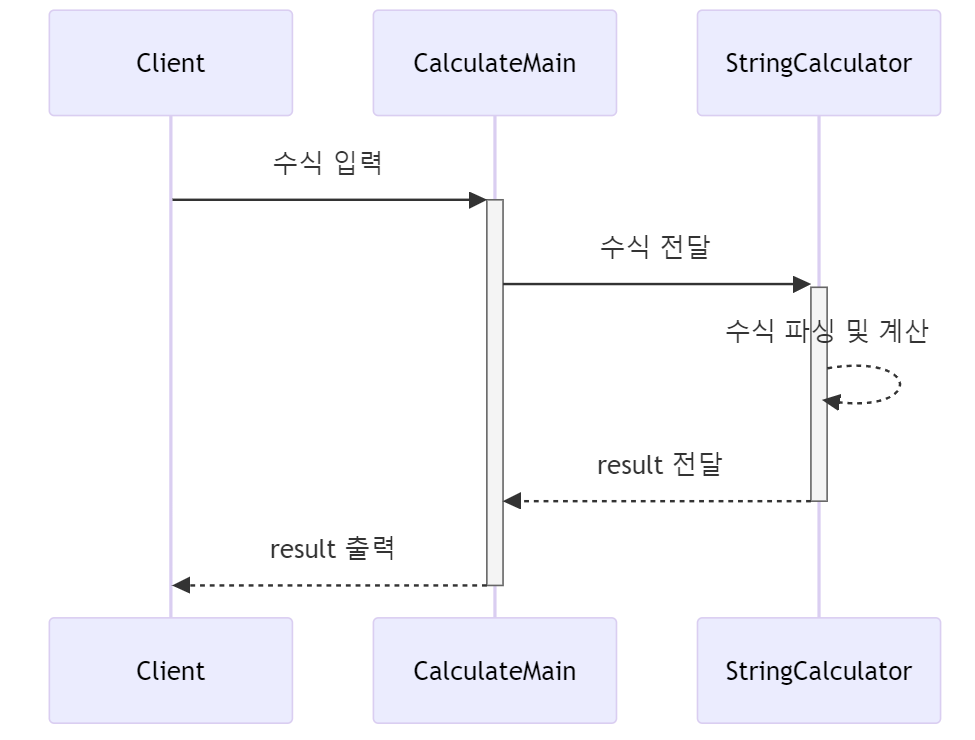 Client
CalculateMain
StringCalculator
수식 입력
수식 전달
수식 파싱 및 계산
result 전달
result 출력
Client
CalculateMain
StringCalculator